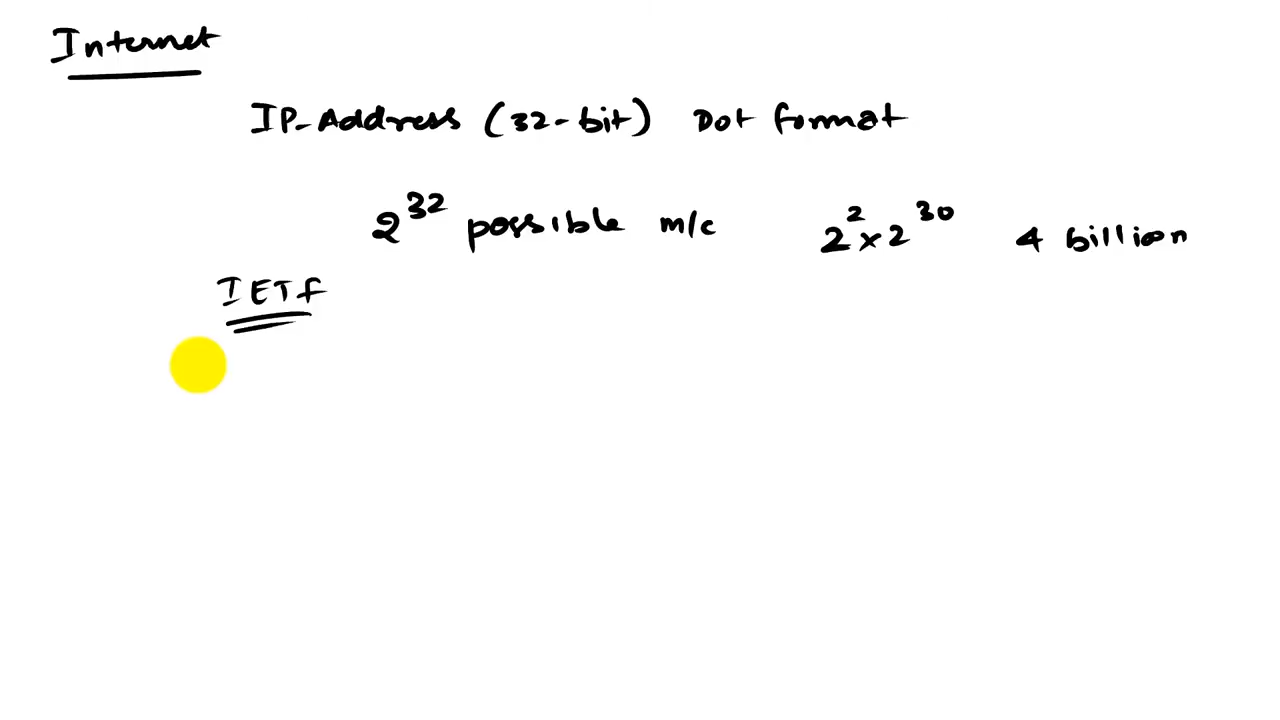 Internet
IP-Address (32-bit) Dot format
2^32 possible m/c 2^2 x 2^30 4 billion
IETf